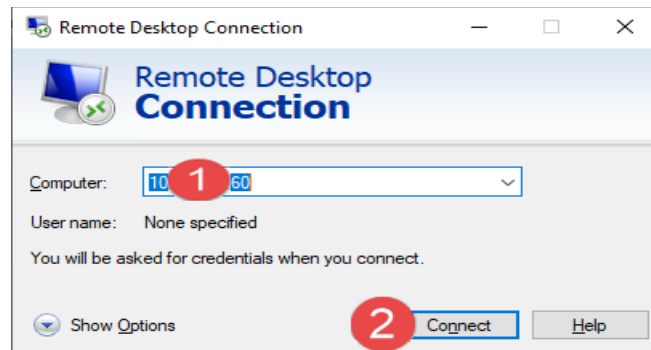 Remote Desktop Connection
Remote Desktop
Connection
Computer: 10 1 60
User name: None specified
You will be asked for credentials when you connect.
Show Options 2 Connect Help